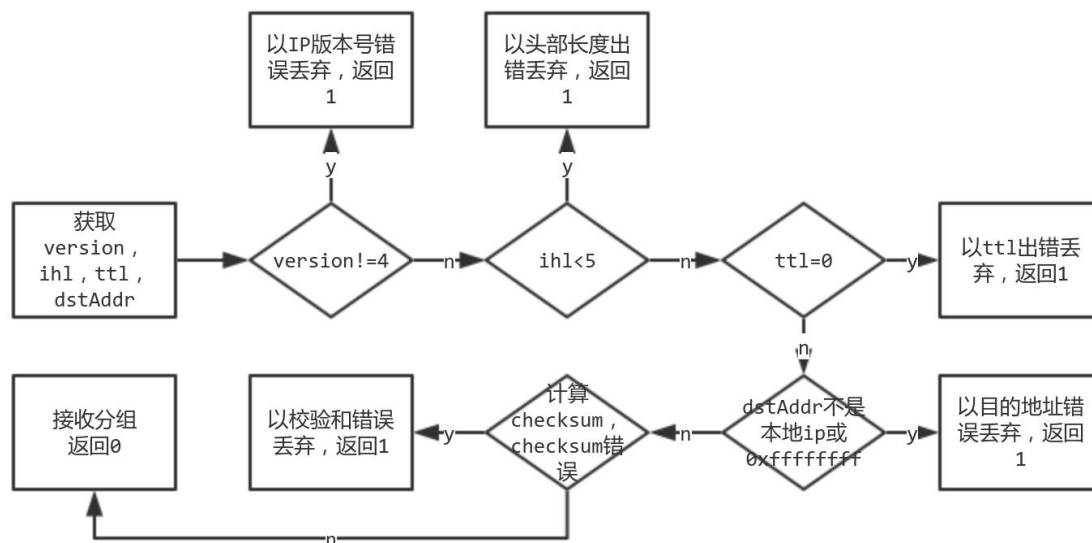 以IP版本号错
误丢弃，返回
1
以头部长度出
错丢弃，返回
1
y
y
获取
version，
ihl，ttl，
dstAddr
version!=4
n
ihl<5
n
ttl=0
y
以ttl出错丢
弃，返回1
n
接收分组
返回0
以校验和错误
丢弃，返回1
y
计算
checksum，
checksum错
误
n
dstAddr不是
本地ip或
0xffffffff
y
以目的地址错
误丢弃，返回
1
n